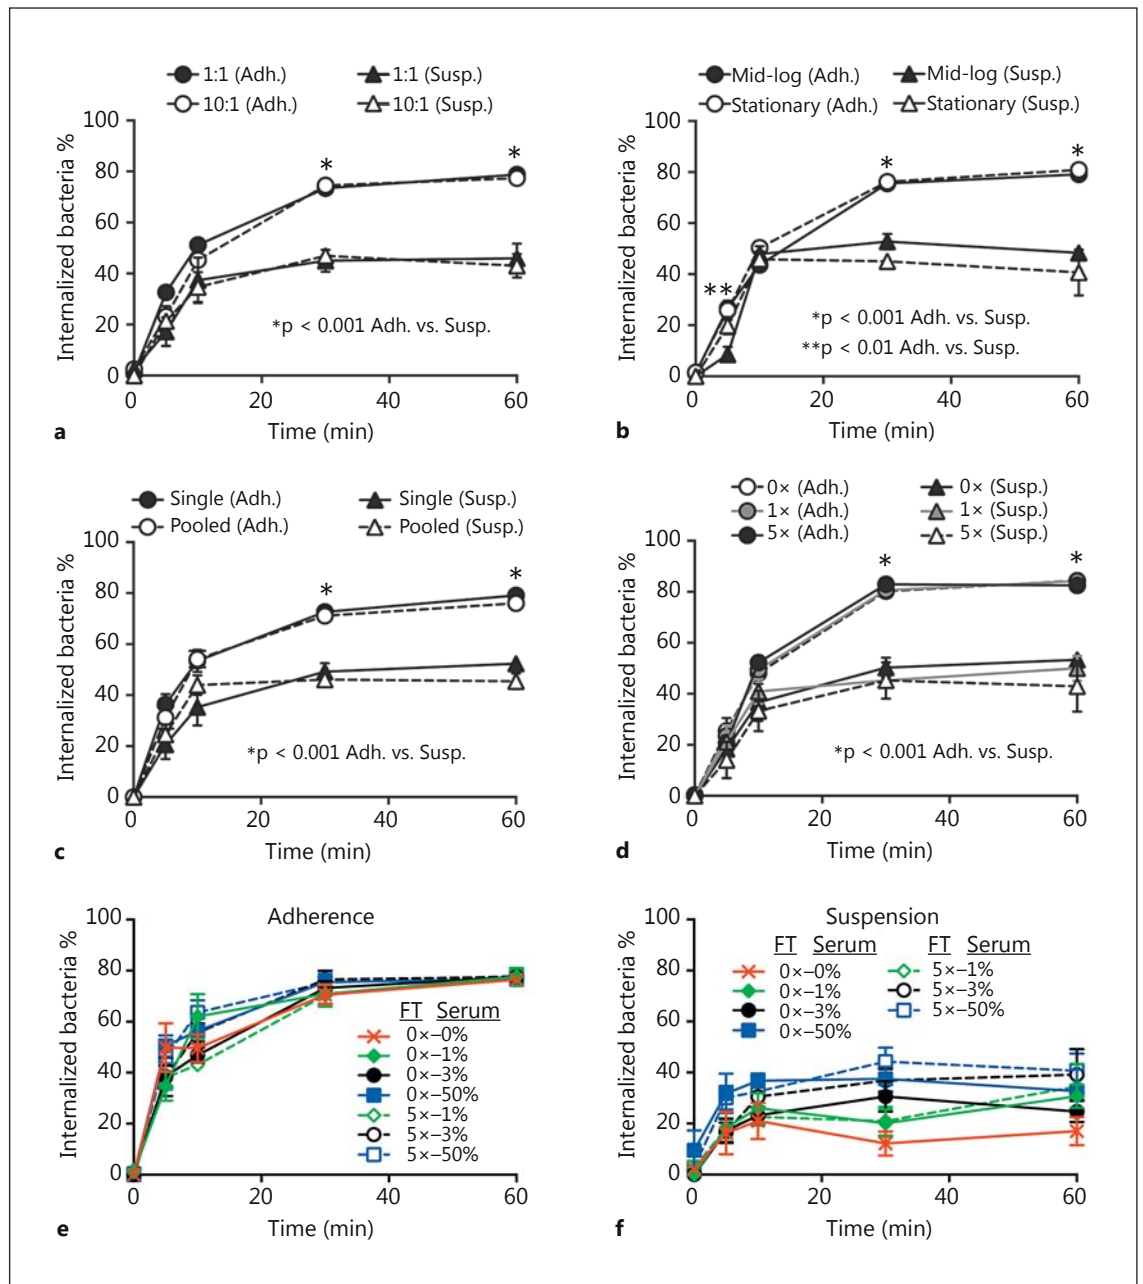 1:1 (Adh.) 1:1 (Susp.)
10:1 (Adh.) 10:1 (Susp.)
Internalized bacteria %
100
80
60
40
20
0
* *
*p < 0.001 Adh. vs. Susp.
0 20 40 60
Time (min)
a
Mid-log (Adh.) Mid-log (Susp.)
Stationary (Adh.) Stationary (Susp.)
Internalized bacteria %
100
80
60
40
20
0
* *
**
*p < 0.001 Adh. vs. Susp.
**p < 0.01 Adh. vs. Susp.
0 20 40 60
Time (min)
b
Single (Adh.) Single (Susp.)
Pooled (Adh.) Pooled (Susp.)
Internalized bacteria %
100
80
60
40
20
0
* *
*p < 0.001 Adh. vs. Susp.
0 20 40 60
Time (min)
c
0× (Adh.) 0× (Susp.)
1× (Adh.) 1× (Susp.)
5× (Adh.) 5× (Susp.)
Internalized bacteria %
100
80
60
40
20
0
* *
*p < 0.001 Adh. vs. Susp.
0 20 40 60
Time (min)
d
Adherence
Internalized bacteria %
100
80
60
40
20
0
FT Serum
0×–0%
0×–1%
0×–3%
0×–50%
5×–1%
5×–3%
5×–50%
0 20 40 60
Time (min)
e
Suspension
Internalized bacteria %
100
80
60
40
20
0
FT Serum FT Serum
0×–0% 5×–1%
0×–1% 5×–3%
0×–3% 5×–50%
0×–50%
0 20 40 60
Time (min)
f